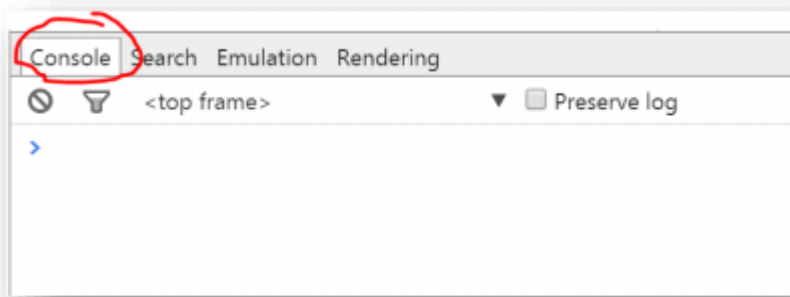 Console Search Emulation Rendering
<top frame> ▼ Preserve log
>